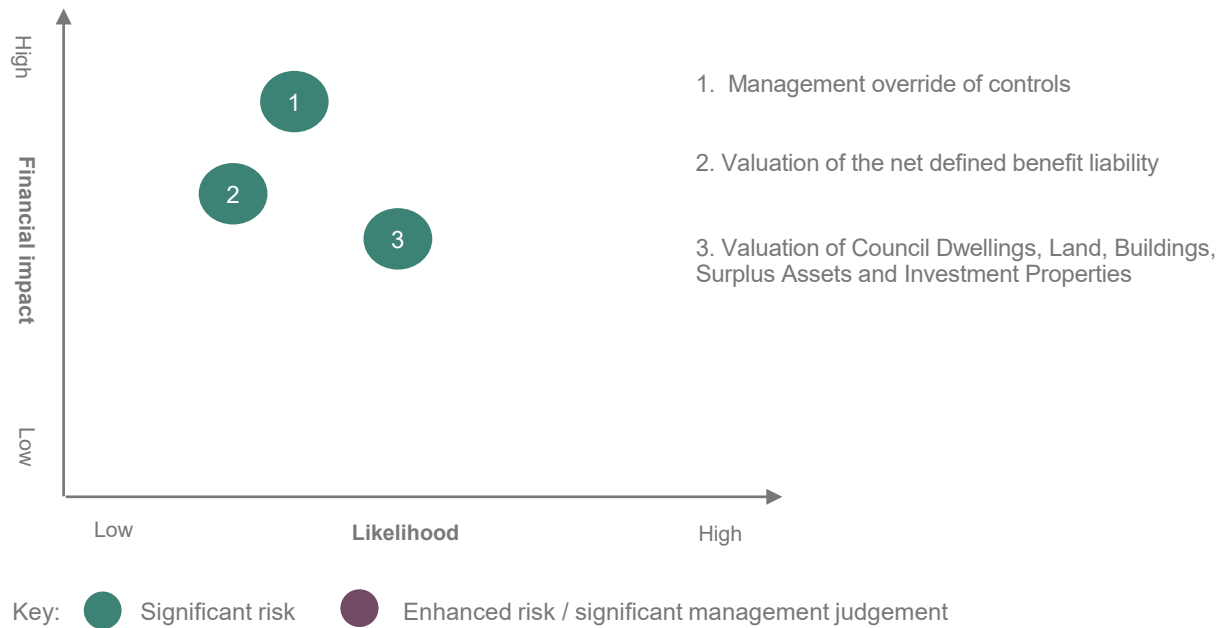 High
Financial impact
Low
1
2
3
1. Management override of controls
2. Valuation of the net defined benefit liability
3. Valuation of Council Dwellings, Land, Buildings,
Surplus Assets and Investment Properties
Low
Likelihood
High
Key:
Significant risk
Enhanced risk / significant management judgement